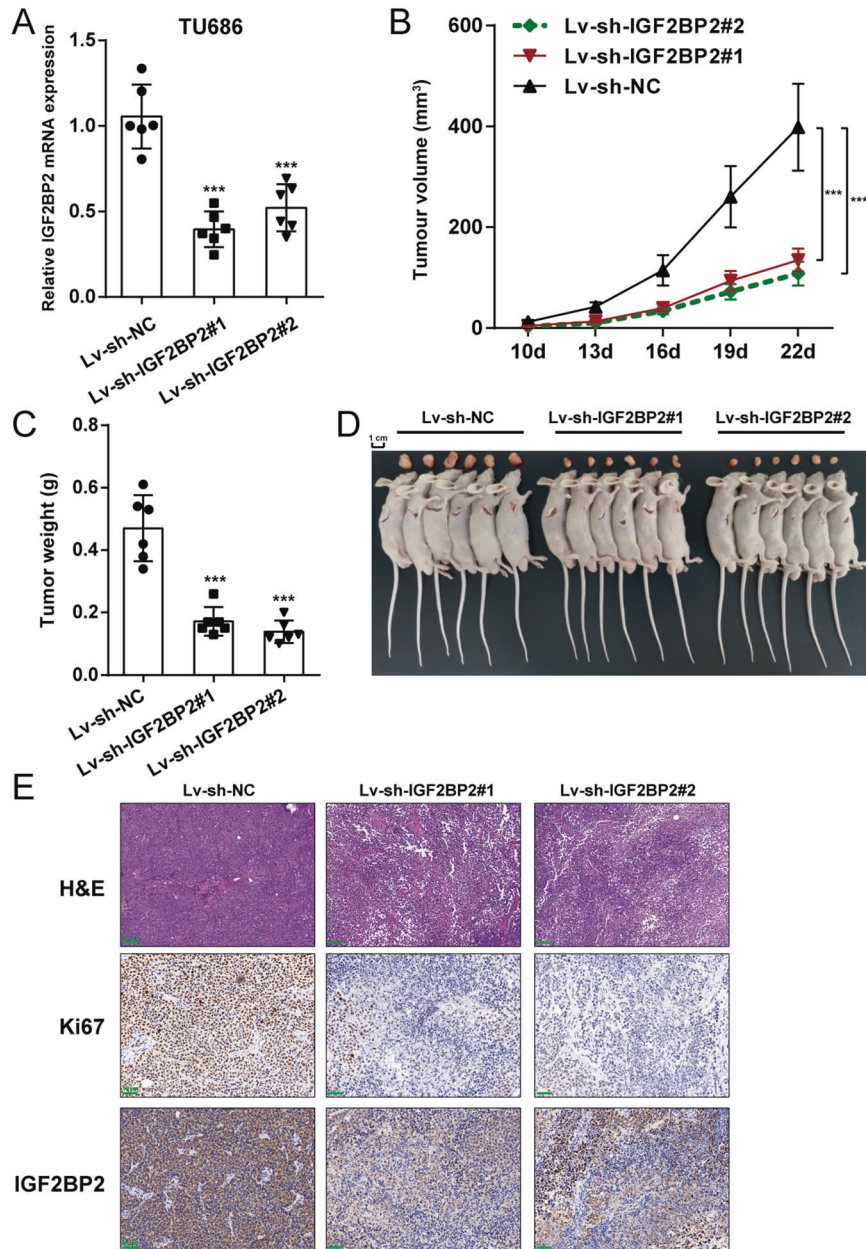 A
TU686
Relative IGF2BP2 mRNA expression
1.5
1.0
0.5
0.0
***
***
Lv-sh-NC
Lv-sh-IGF2BP2#1
Lv-sh-IGF2BP2#2
B
Lv-sh-IGF2BP2#2
Lv-sh-IGF2BP2#1
Lv-sh-NC
Tumour volume (mm³)
600
400
200
0
10d 13d 16d 19d 22d
***
***
C
Tumor weight (g)
0.8
0.6
0.4
0.2
0.0
***
***
Lv-sh-NC
Lv-sh-IGF2BP2#1
Lv-sh-IGF2BP2#2
D
1 cm
Lv-sh-NC Lv-sh-IGF2BP2#1 Lv-sh-IGF2BP2#2
E
Lv-sh-NC Lv-sh-IGF2BP2#1 Lv-sh-IGF2BP2#2
H&E
Ki67
IGF2BP2